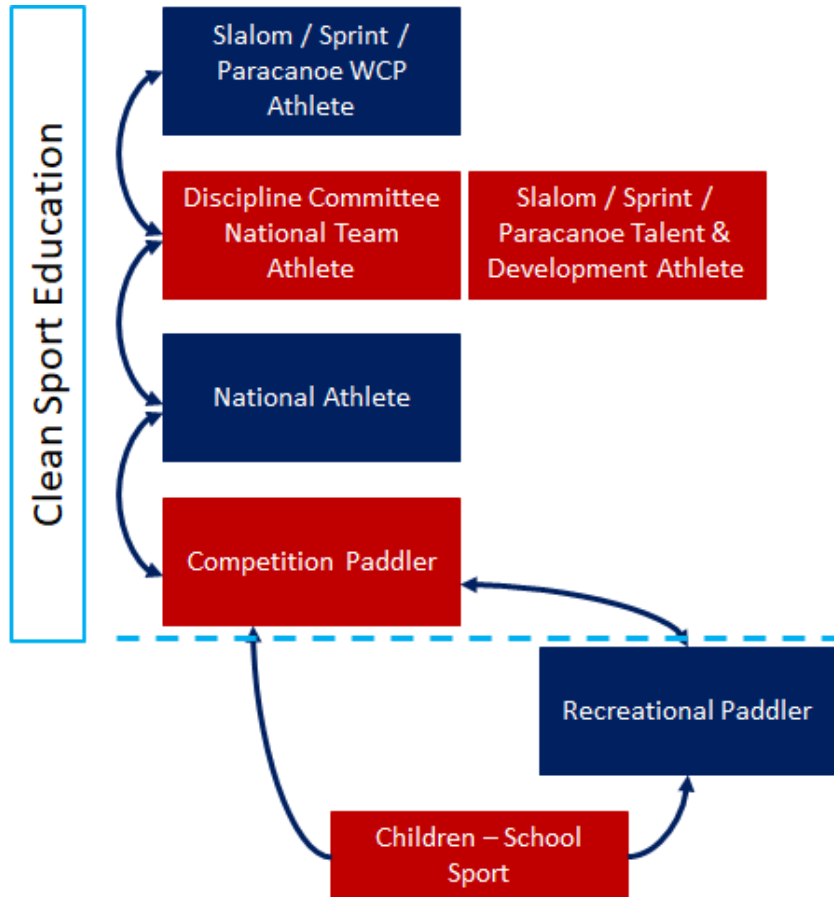 Clean Sport Education
Slalom / Sprint /
Paracanoe WCP
Athlete
Discipline Committee
National Team
Athlete
Slalom / Sprint /
Paracanoe Talent &
Development Athlete
National Athlete
Competition Paddler
Recreational Paddler
Children – School
Sport